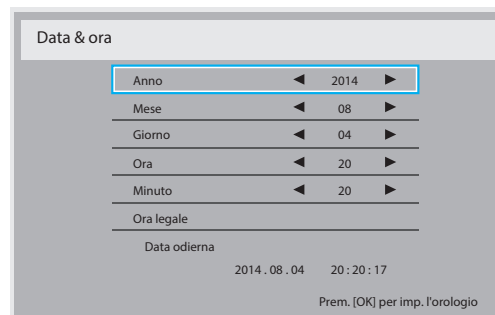 Data & ora
Anno ◀ 2014 ▶
Mese ◀ 08 ▶
Giorno ◀ 04 ▶
Ora ◀ 20 ▶
Minuto ◀ 20 ▶
Ora legale
Data odierna
2014 . 08 . 04 20 : 20 : 17
Prem. [OK] per imp. l'orologio